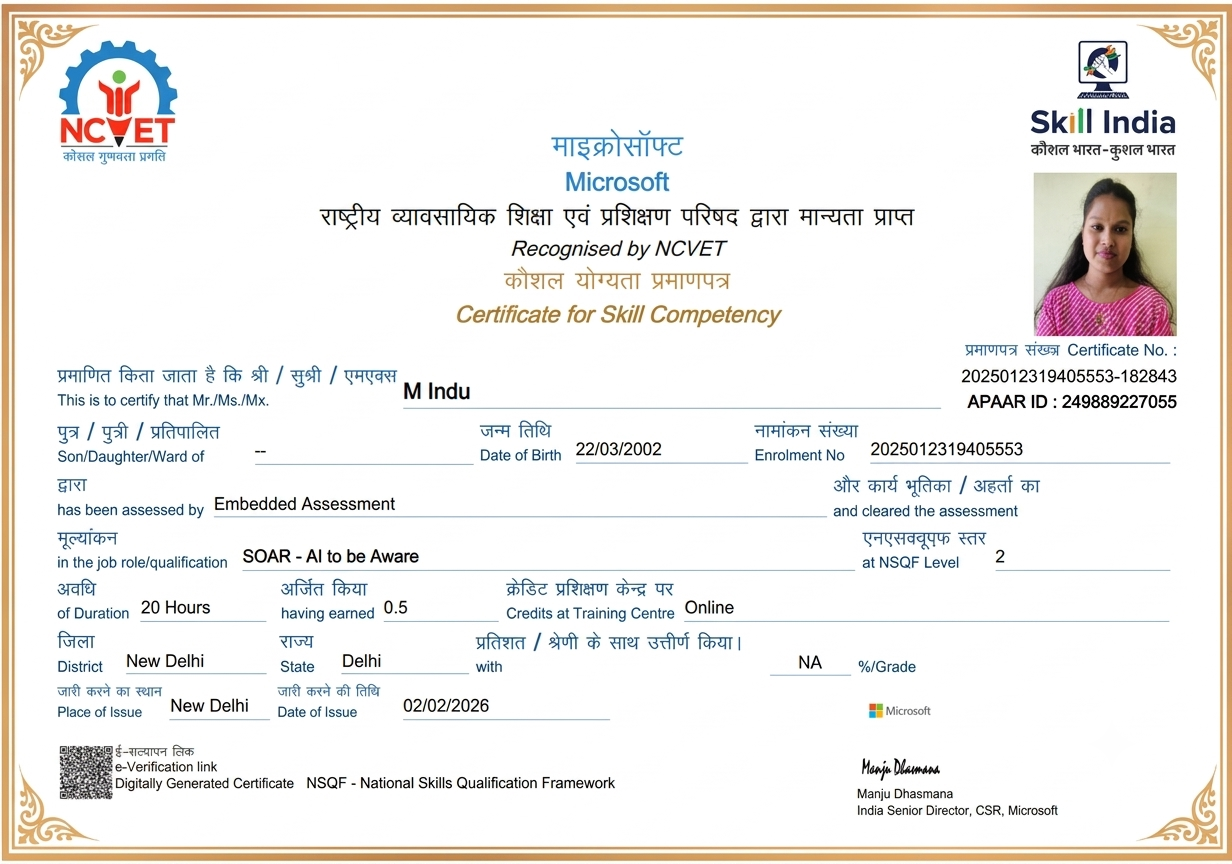 NCVET
कोसल गुणवता प्रगति
Skill India
कौशल भारत-कुशल भारत
माइक्रोसॉफ्ट
Microsoft
राष्ट्रीय व्यावसायिक शिक्षा एवं प्रशिक्षण परिषद द्वारा मान्यता प्राप्त
Recognised by NCVET
कौशल योग्यता प्रमाणपत्र
Certificate for Skill Competency
प्रमाणपत्र Certificate No. :
2025012319405553-182843
APAAR ID : 249889227055
प्रमाणित किता जाता है कि श्री / सुश्री / एमएक्स
This is to certify that Mr./Ms./Mx. M Indu
पुत्र / पुत्री / प्रतिपालित जन्म तिथि नामांकन संख्या
Son/Daughter/Ward of -- Date of Birth 22/03/2002 Enrolment No 2025012319405553
द्वारा और कार्य भूतिका / अहर्ता का
has been assessed by Embedded Assessment and cleared the assessment
मूल्यांकन स्तर
in the job role/qualification SOAR - AI to be Aware at NSQF Level 2
अवधि अर्जित किया क्रेडिट प्रशिक्षण केन्द्र पर
of Duration 20 Hours having earned 0.5 Credits at Training Centre Online
जिला राज्य प्रतिशत / श्रेणी के साथ उत्तीर्ण किया।
District New Delhi State Delhi with NA %/Grade
जारी करने का स्थान जारी करने की तिथि
Place of Issue New Delhi Date of Issue 02/02/2026
Microsoft
ई-सत्यापन लिक
e-Verification link
Digitally Generated Certificate NSQF - National Skills Qualification Framework
Manju Dhasmana
Manju Dhasmana
India Senior Director, CSR, Microsoft